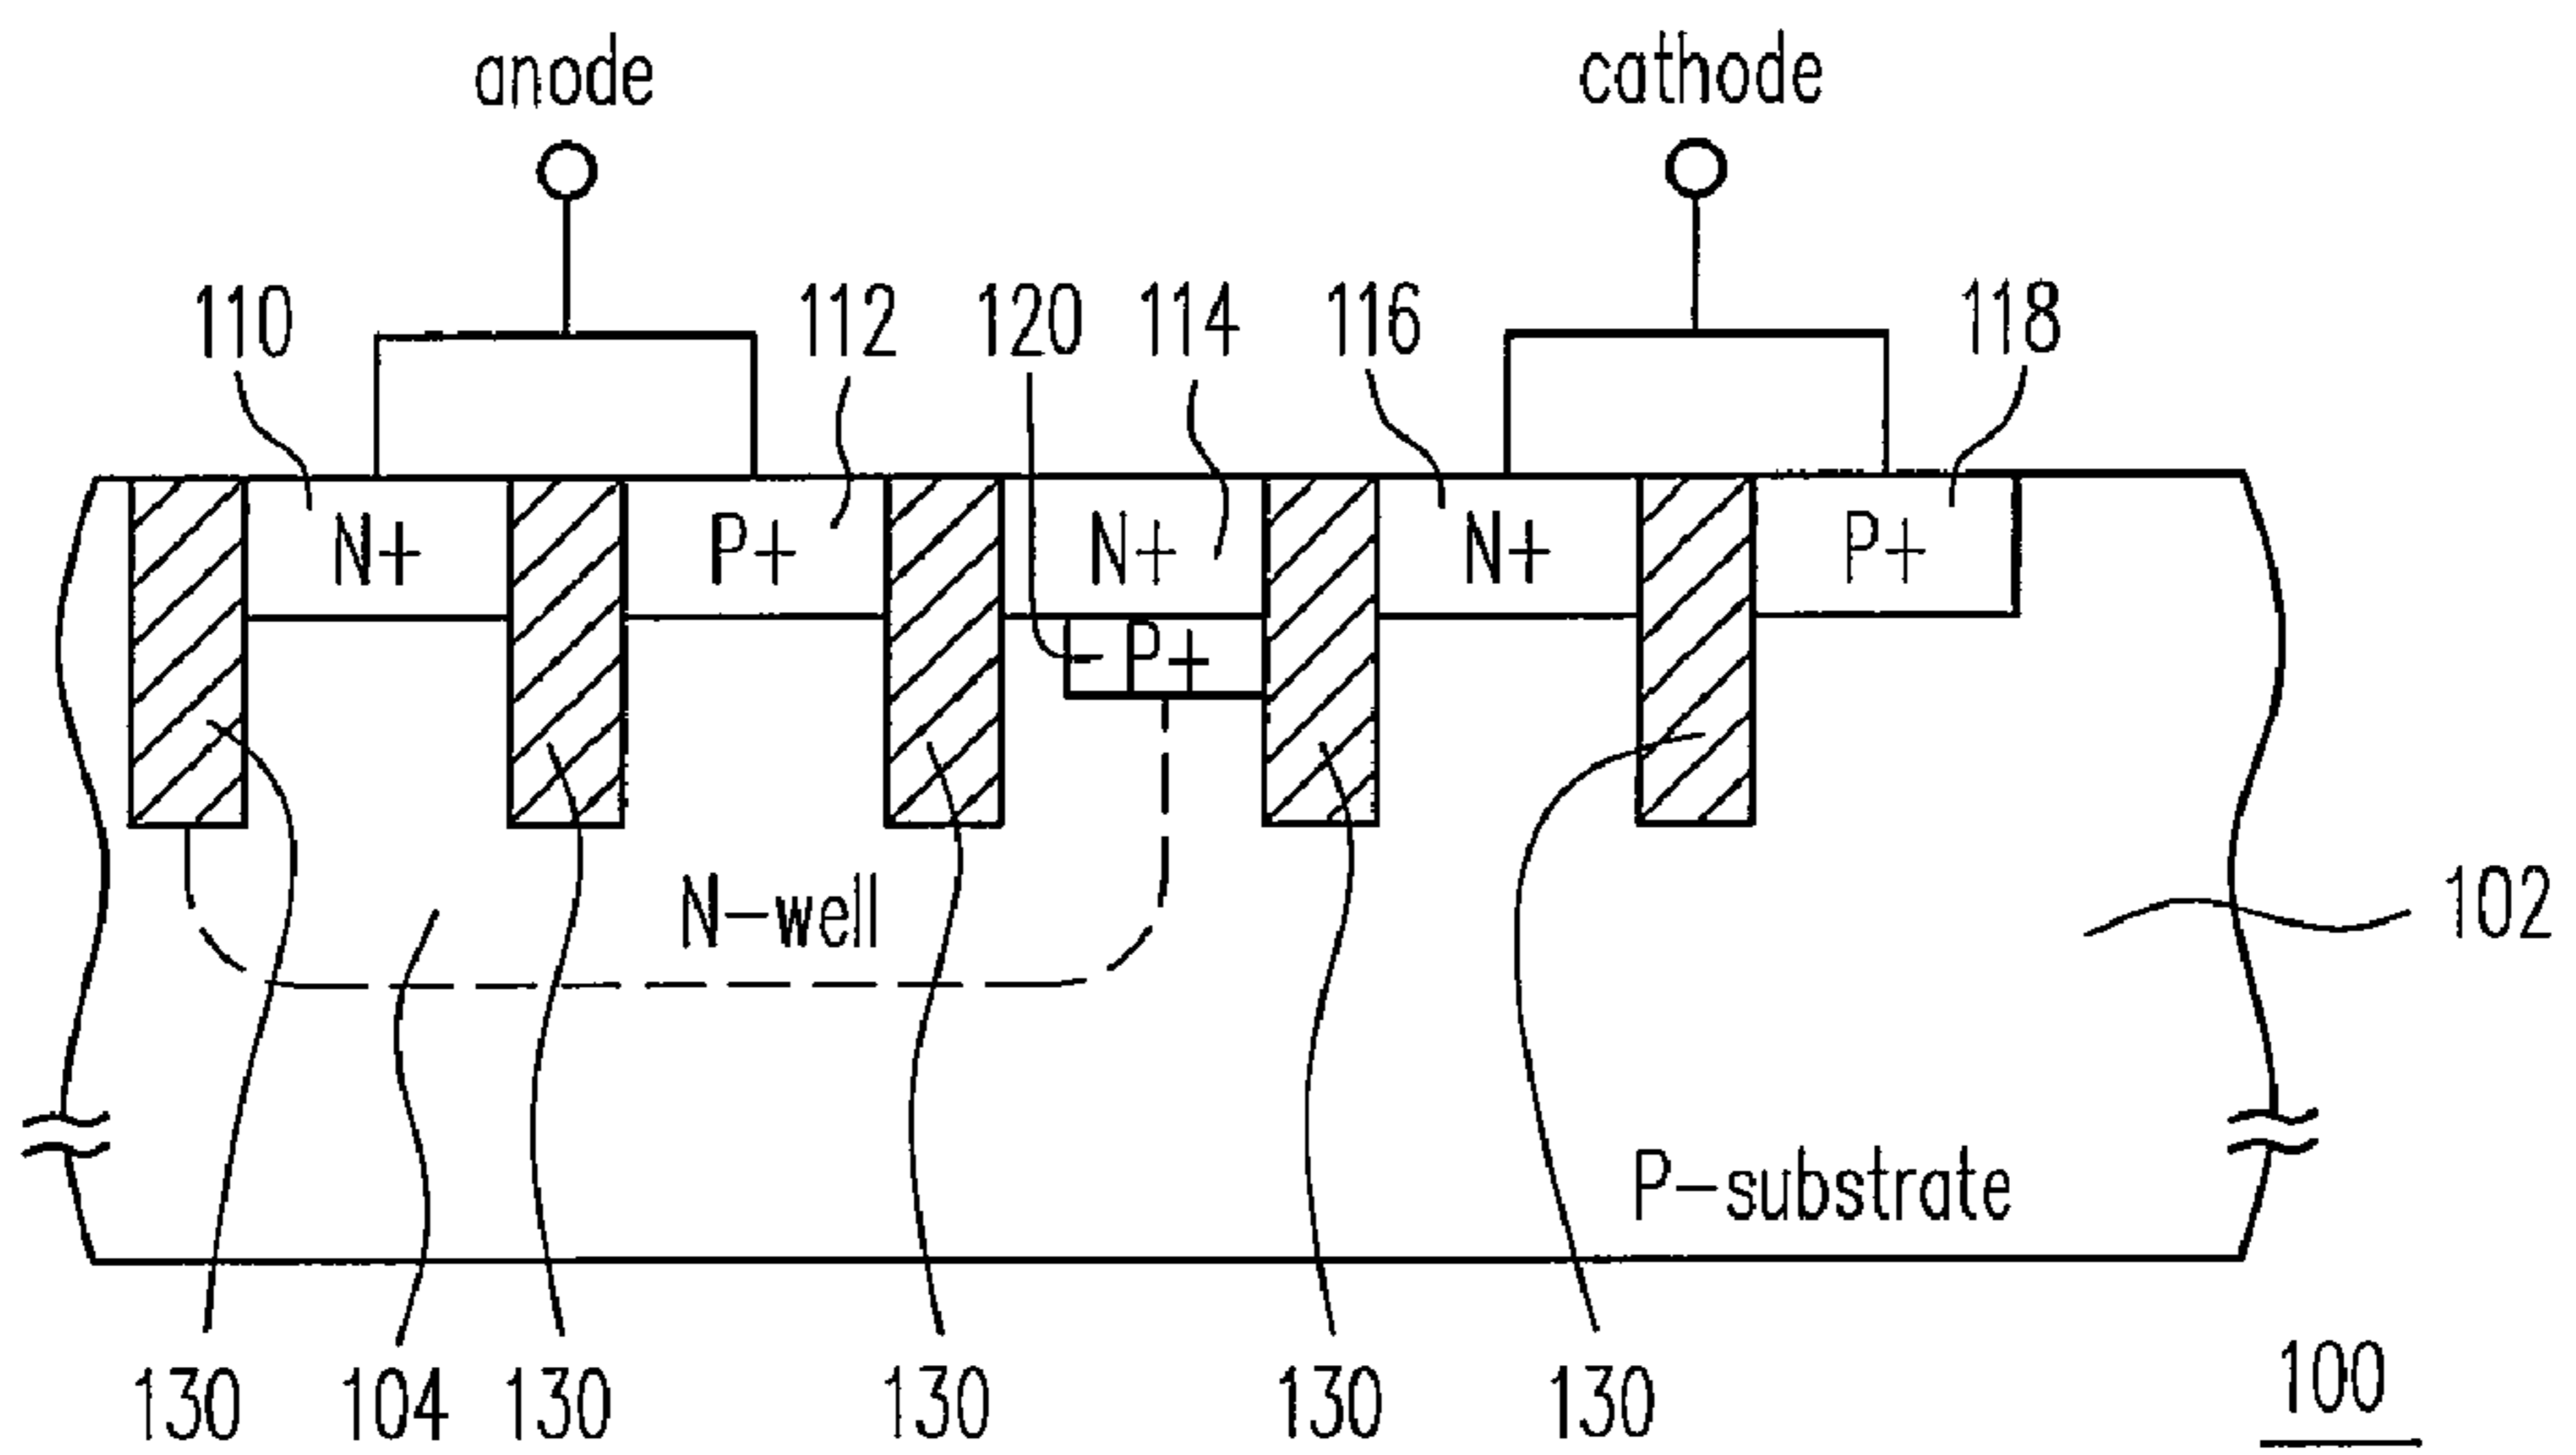 anode cathode
110 112 120 114 116 118
N+ P+ N+ N+ P+
P+
N-well
102
P-substrate
130 104 130 130 130 130
100